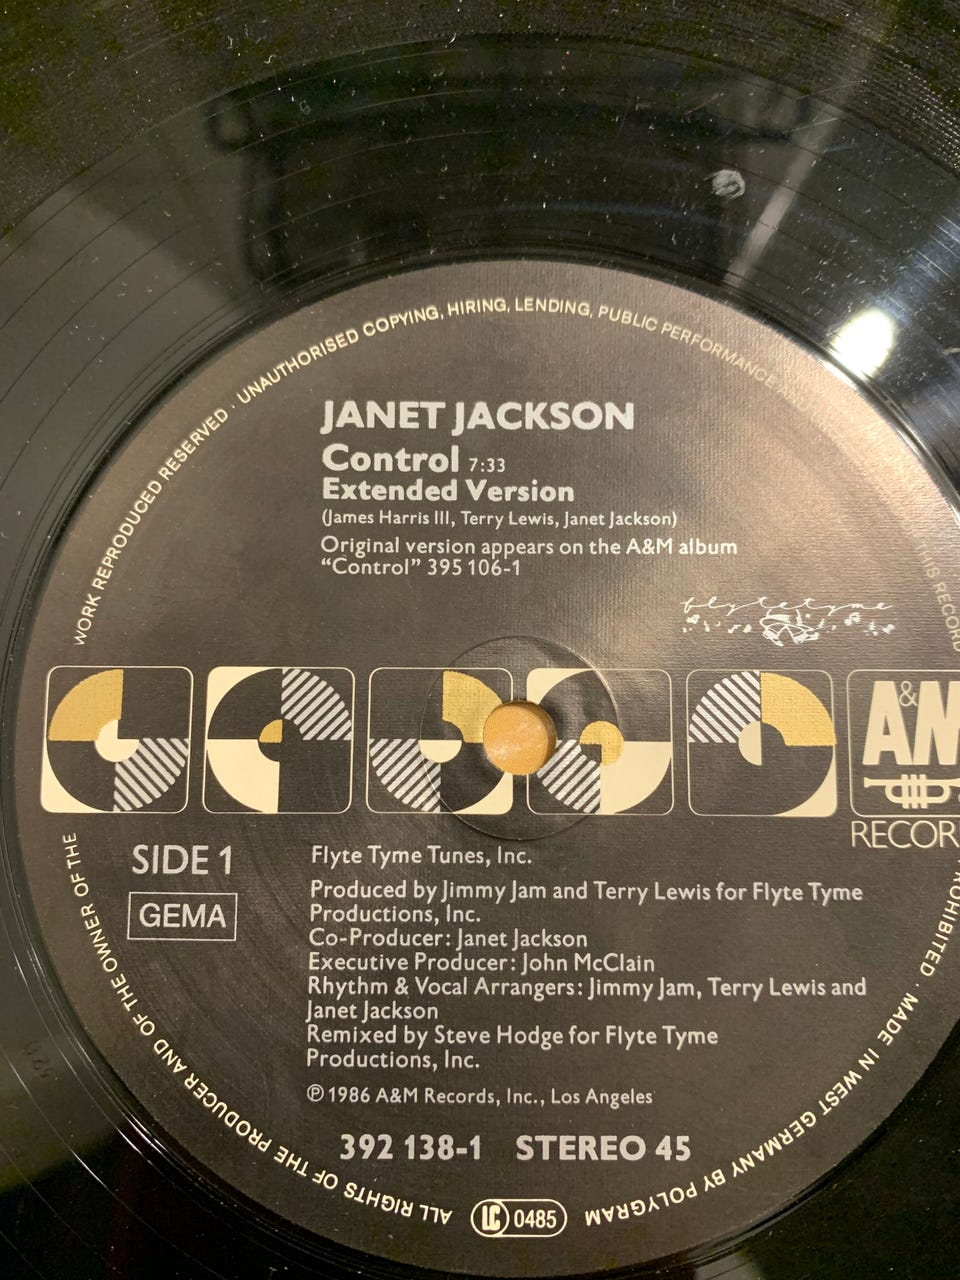 WORK REPRODUCED RESERVED · UNAUTHORISED COPYING, HIRING, LENDING, PUBLIC PERFORMANCE
THIS RECORD
JANET JACKSON
Control 7:33
Extended Version
(James Harris III, Terry Lewis, Janet Jackson)
Original version appears on the A&M album
“Control” 395 106-1
flytetyme
A&M
RECOR
SIDE 1
GEMA
Flyte Tyme Tunes, Inc.
Produced by Jimmy Jam and Terry Lewis for Flyte Tyme
Productions, Inc.
Co-Producer: Janet Jackson
Executive Producer: John McClain
Rhythm & Vocal Arrangers: Jimmy Jam, Terry Lewis and
Janet Jackson
Remixed by Steve Hodge for Flyte Tyme
Productions, Inc.
℗ 1986 A&M Records, Inc., Los Angeles
392 138-1 STEREO 45
LC 0485
PROHIBITED · MADE IN WEST GERMANY BY POLYGRAM
ALL RIGHTS OF THE PRODUCER AND OF THE OWNER OF THE